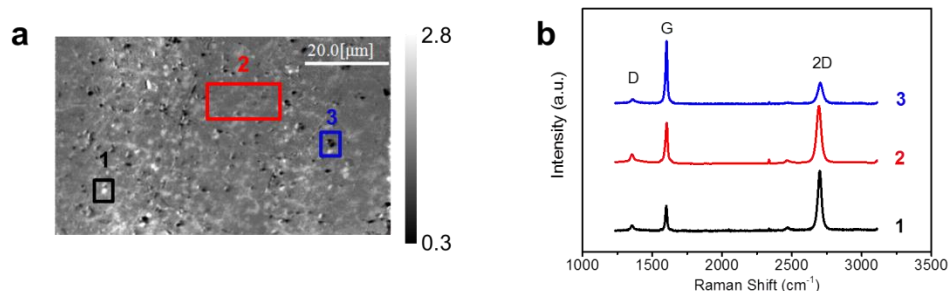 a
20.0[µm]
2.8
2
3
1
0.3
b
G
D
2D
3
2
1
Intensity (a.u.)
1000 1500 2000 2500 3000 3500
Raman Shift (cm⁻¹)